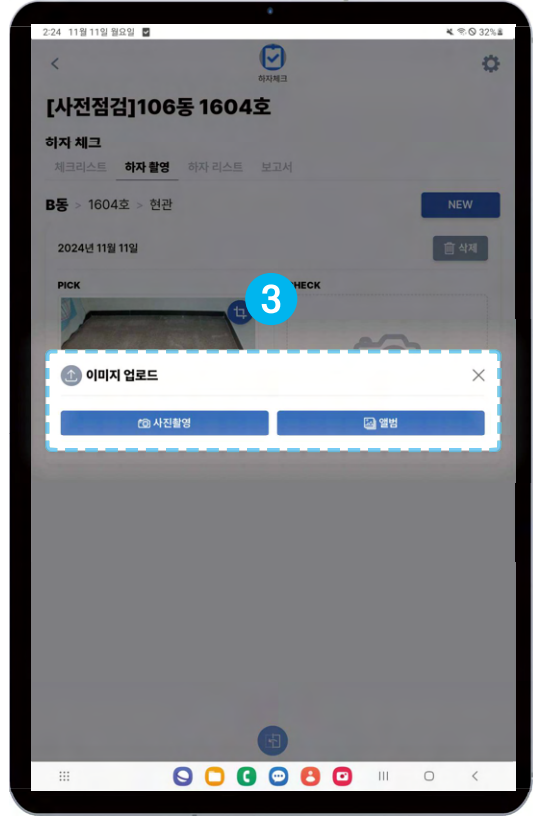 2:24 11월 11일 월요일
32%
하자체크
[사전점검]106동 1604호
히자 체크
체크리스트 하자 촬영 하자 리스트 보고서
B동 > 1604호 > 현관
NEW
2024년 11월 11일
삭제
PICK
HECK
3
이미지 업로드
사진촬영
앨범